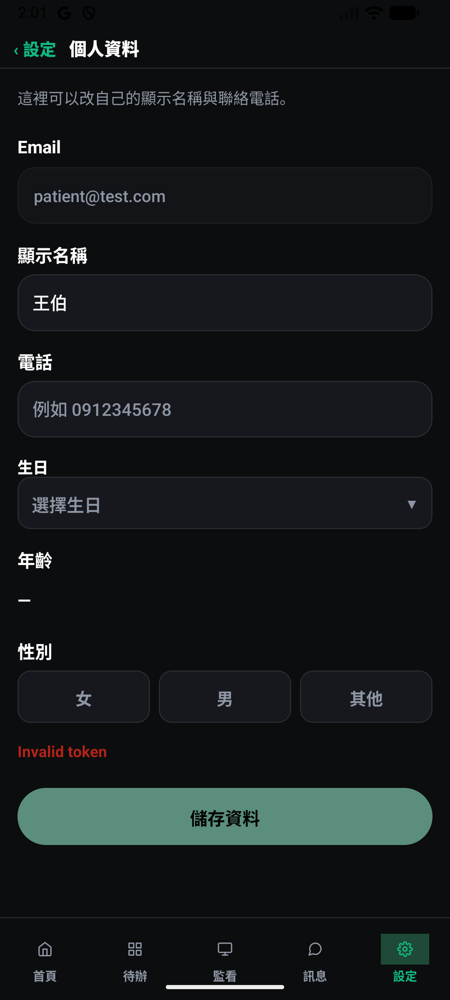 2:01
‹ 設定 個人資料
這裡可以改自己的顯示名稱與聯絡電話。
Email
patient@test.com
顯示名稱
王伯
電話
例如 0912345678
生日
選擇生日 ▼
年齡
—
性別
女 男 其他
Invalid token
儲存資料
首頁 待辦 監看 訊息 設定